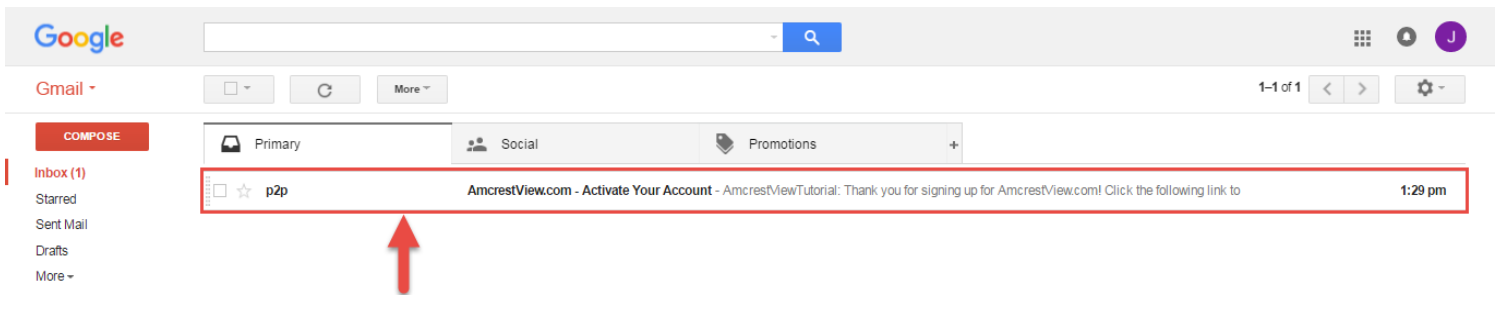 Google
J
Gmail
More
1–1 of 1
COMPOSE
Primary
Social
Promotions
+
Inbox (1)
p2p AmcrestView.com - Activate Your Account - AmcrestViewTutorial: Thank you for signing up for AmcrestView.com! Click the following link to 1:29 pm
Starred
Sent Mail
Drafts
More